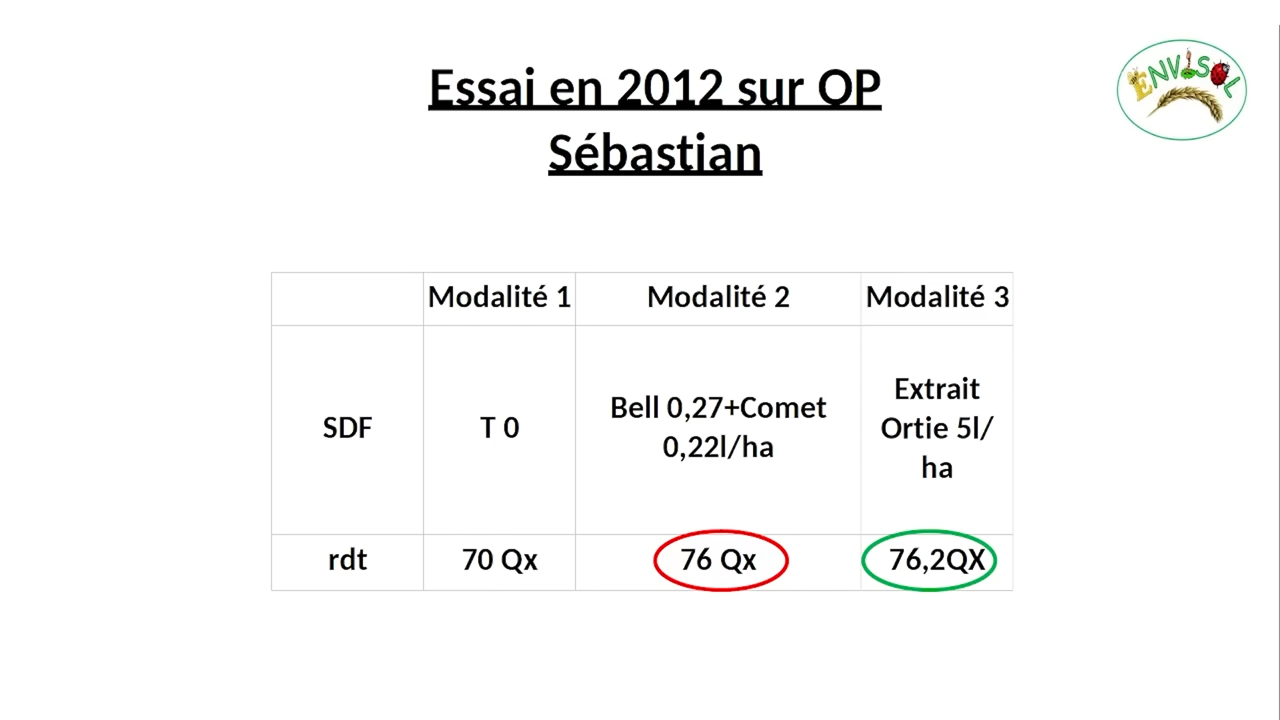 Essai en 2012 sur OP
Sébastian
ENVISOL
Modalité 1 Modalité 2 Modalité 3
SDF
T 0
Bell 0,27+Comet
0,22l/ha
Extrait
Ortie 5l/
ha
rdt 70 Qx 76 Qx 76,2QX